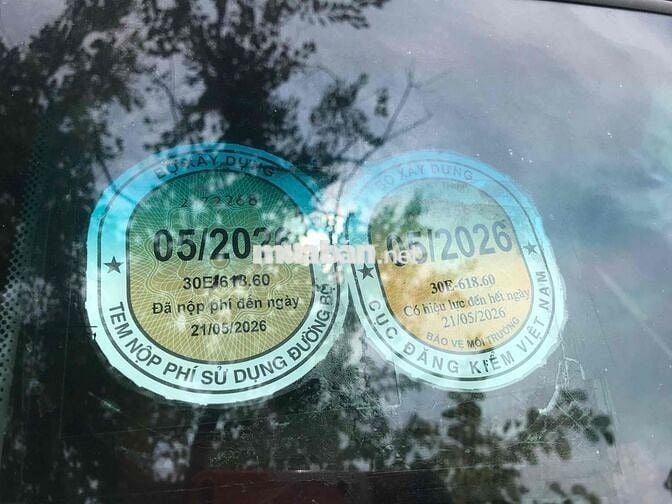 BỘ XÂY DỰNG
05/2026
30E-618.60
Đã nộp phí đến ngày
21/05/2026
TEM NỘP PHÍ SỬ DỤNG ĐƯỜNG BỘ
BỘ XÂY DỰNG
05/2026
30E-618.60
Có hiệu lực đến hết ngày
21/05/2026
BẢO VỆ MÔI TRƯỜNG
CỤC ĐĂNG KIỂM VIỆT NAM
muaban.net